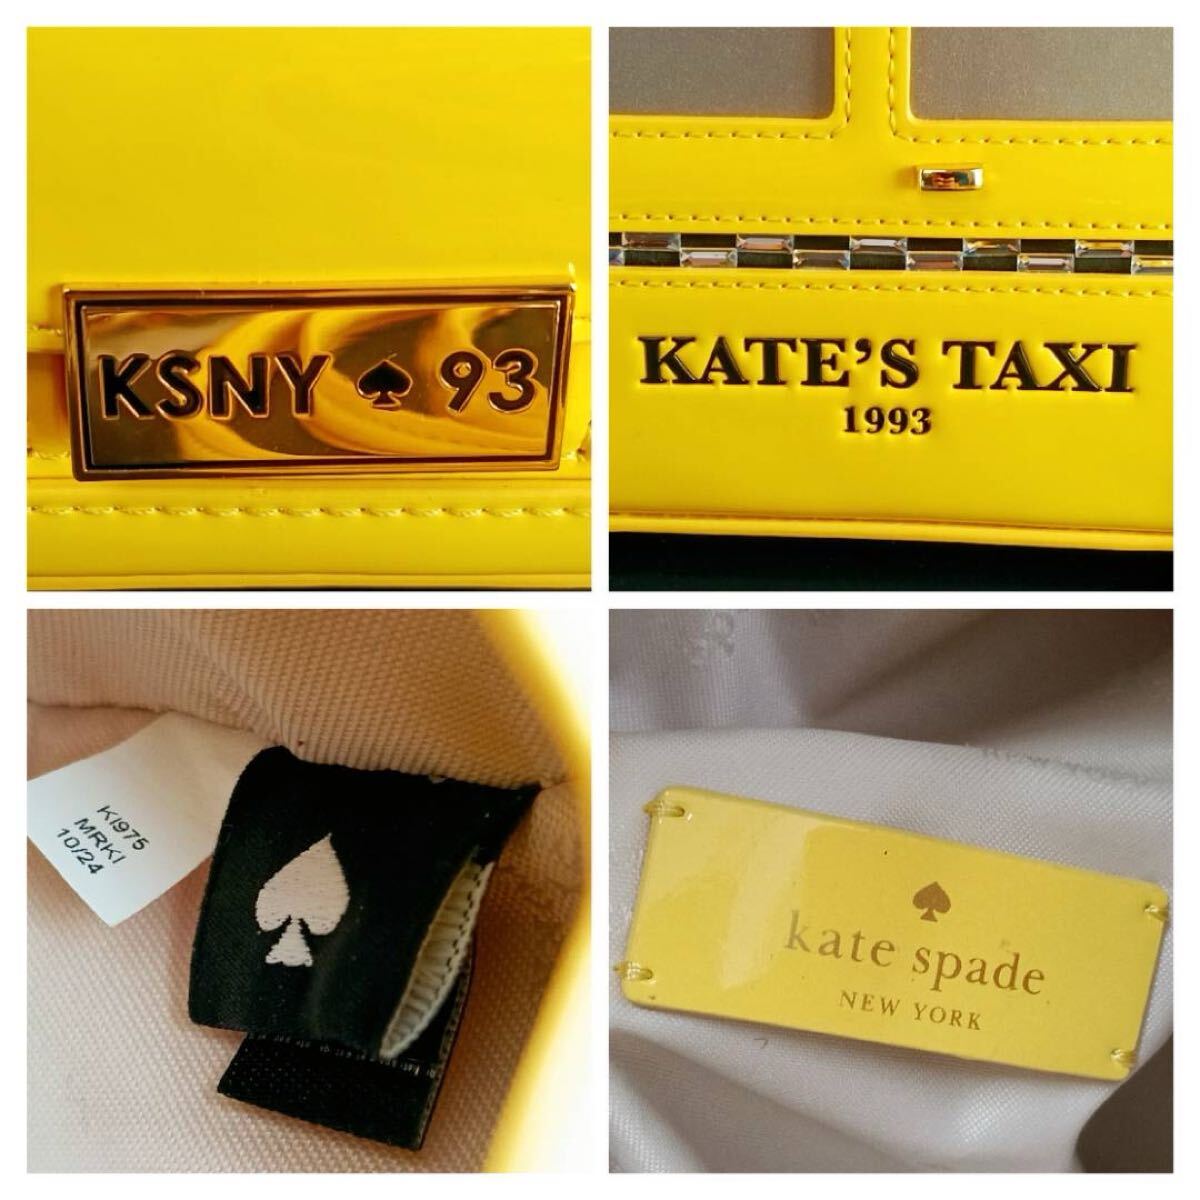 KSNY ♠ 93
KATE'S TAXI
1993
KI975
MRKI
10/24
kate spade
NEW YORK